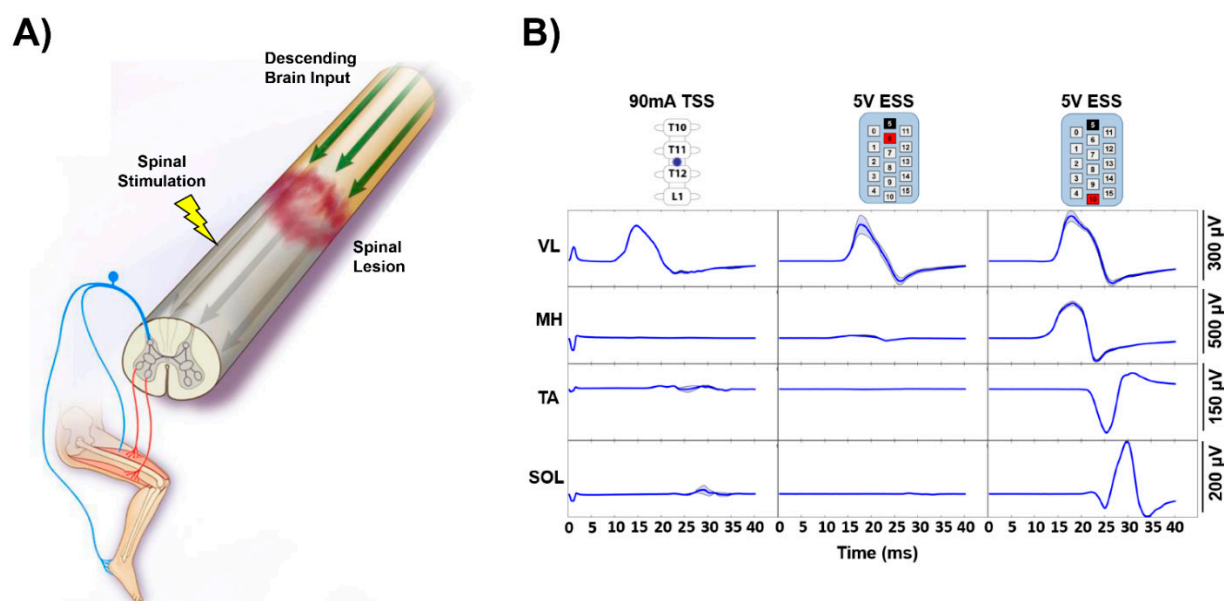 A)
Descending
Brain Input
Spinal
Stimulation
Spinal
Lesion
B)
90mA TSS
5V ESS
5V ESS
T10
T11
T12
L1
5
0 11
6
1 12
7
2 13
8
3 14
9
4 15
10
5
0 11
6
1 12
7
2 13
8
3 14
9
4 15
VL
300 µV
MH
500 µV
TA
150 µV
SOL
200 µV
0 5 10 15 20 25 30 35 40
0 5 10 15 20 25 30 35 40
0 5 10 15 20 25 30 35 40
Time (ms)